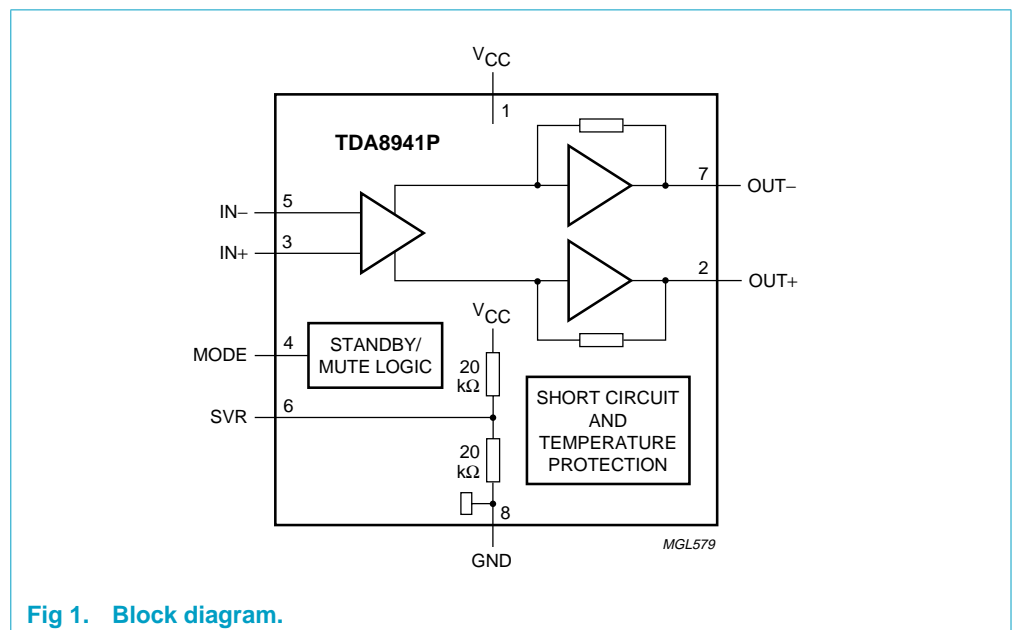 VCC
1
TDA8941P
7
OUT−
5
IN−
3
IN+
2
OUT+
VCC
4
MODE
STANDBY/
MUTE LOGIC
20
kΩ
6
SVR
SHORT CIRCUIT
AND
TEMPERATURE
PROTECTION
20
kΩ
8
GND
MGL579
Fig 1. Block diagram.